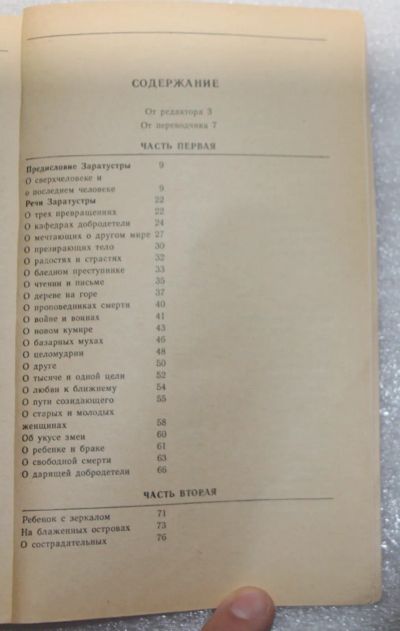 СОДЕРЖАНИЕ
От редактора 3
От переводчика 7
ЧАСТЬ ПЕРВАЯ
Предисловие Заратустры 9
О сверхчеловеке и
о последнем человеке 9
Речи Заратустры 22
О трех превращениях 22
О кафедрах добродетели 24
О мечтающих о другом мире 27
О презирающих тело 30
О радостях и страстях 32
О бледном преступнике 33
О чтении и письме 35
О дереве на горе 37
О проповедниках смерти 40
О войне и воинах 41
О новом кумире 43
О базарных мухах 46
О целомудрии 48
О друге 50
О тысяче и одной цели 52
О любви к ближнему 54
О пути созидающего 55
О старых и молодых
женщинах 58
Об укусе змеи 60
О ребенке и браке 61
О свободной смерти 63
О дарящей добродетели 66
ЧАСТЬ ВТОРАЯ
Ребенок с зеркалом 71
На блаженных островах 73
О сострадательных 76